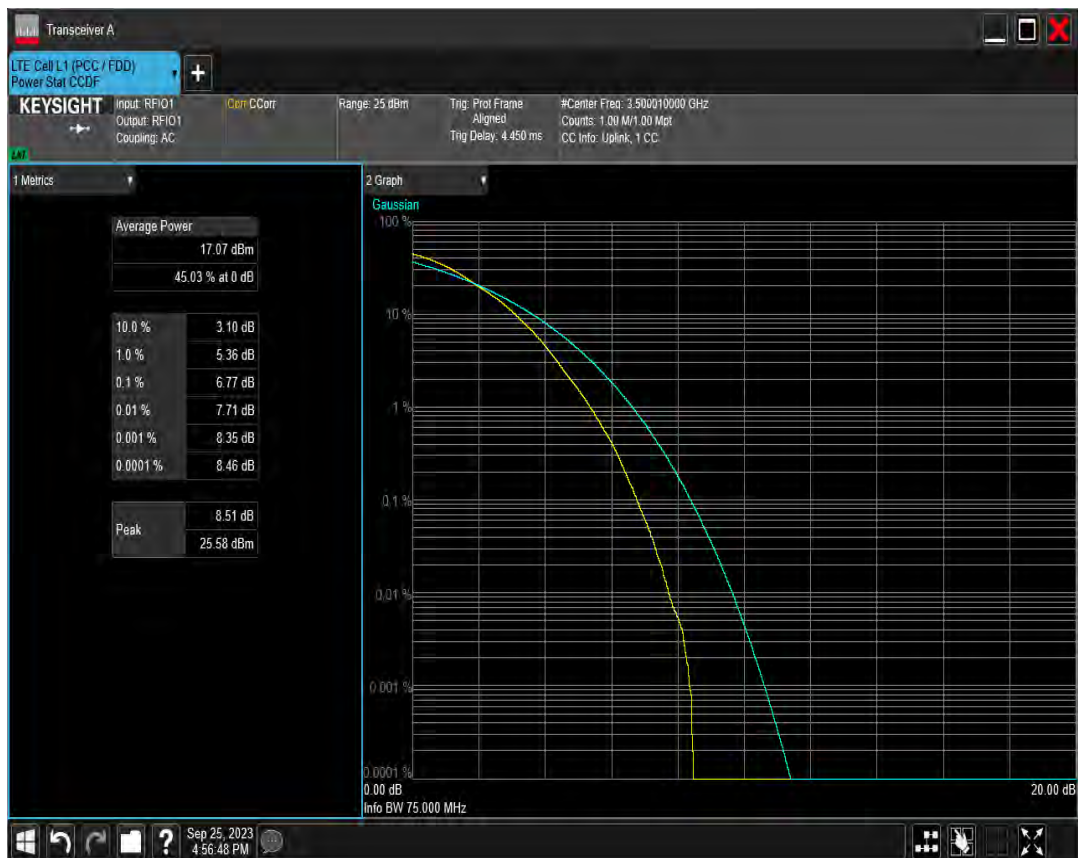 Transceiver A
LTE Cell L1 (PCC / FDD)
Power Stat CCDF
+
KEYSIGHT
Input: RFIO1
Output: RFIO1
Coupling: AC
Corr CCorr
Range: 25 dBm
Trig: Prot Frame
Aligned
Trig Delay: 4.450 ms
#Center Freq: 3.500010000 GHz
Counts: 1.00 M/1.00 Mpt
CC Info: Uplink, 1 CC
1 Metrics
Average Power
17.07 dBm
45.03 % at 0 dB
10.0 % 3.10 dB
1.0 % 5.36 dB
0.1 % 6.77 dB
0.01 % 7.71 dB
0.001 % 8.35 dB
0.0001 % 8.46 dB
Peak
8.51 dB
25.58 dBm
2 Graph
Gaussian
100 %
10 %
1 %
0.1 %
0.01 %
0.001 %
0.0001 %
0.00 dB 20.00 dB
Info BW 75.000 MHz
?
Sep 25, 2023
4:56:48 PM